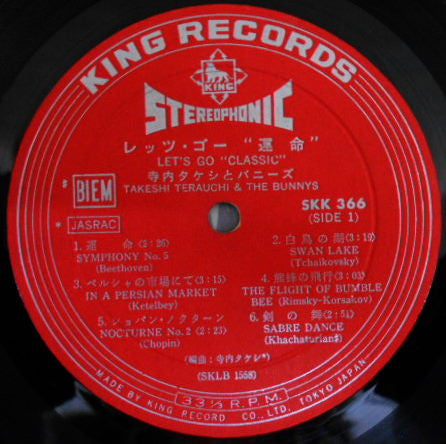 KING RECORDS
KING
STEREOPHONIC
レッツ・ゴー “運命”
LET'S GO "CLASSIC"
寺内タケシとバニーズ
TAKESHI TERAUCHI & THE BUNNYS
♯ BIEM
SKK 366
(SIDE 1)
* JASRAC
1. 運命 (2:26)
SYMPHONY No. 5
(Beethoven)
3. ペルシャの市場にて (3:15)
IN A PERSIAN MARKET
(Ketelbey)
5. ショパン・ノクターン
NOCTURNE No. 2 (2:23)
(Chopin)
2. 白鳥の湖 (3:19)
SWAN LAKE
(Tchaikovsky)
4. 熊蜂の飛行 (3:03)
THE FLIGHT OF BUMBLE
BEE (Rimsky-Korsakov)
6. 剣の舞 (2:51)
SABRE DANCE
(Khachaturian♯)
(編曲：寺内タケシ*)
(SKLB 1558)
33⅓ R.P.M.
MADE BY KING RECORD CO., LTD. TOKYO JAPAN